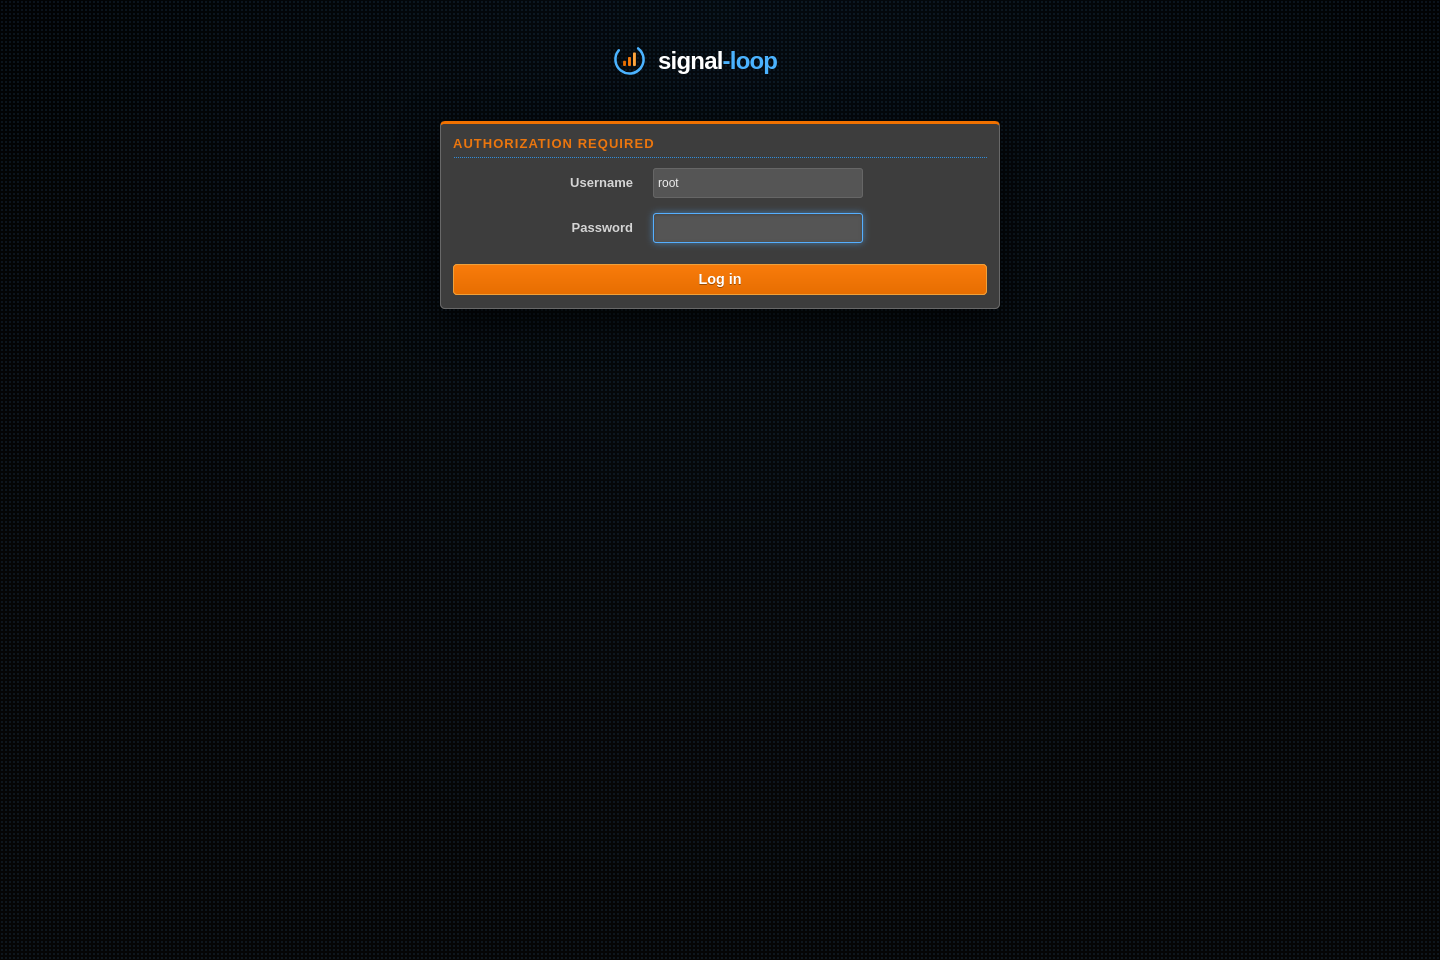 signal-loop
AUTHORIZATION REQUIRED
Username
root
Password
Log in